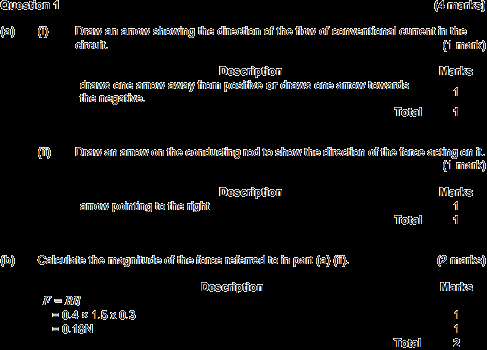 Question 1 (4 marks)
(a) (i) Draw an arrow showing the direction of the flow of conventional current in the
circuit. (1 mark)
Description Marks
draws one arrow away from positive or draws one arrow towards
the negative. 1
Total 1
(ii) Draw an arrow on the conducting rod to show the direction of the force acting on it.
(1 mark)
Description Marks
arrow pointing to the right 1
Total 1
(b) Calculate the magnitude of the force referred to in part (a) (ii). (2 marks)
Description Marks
F = BIl
= 0.4 × 1.5 x 0.3 1
= 0.18N 1
Total 2